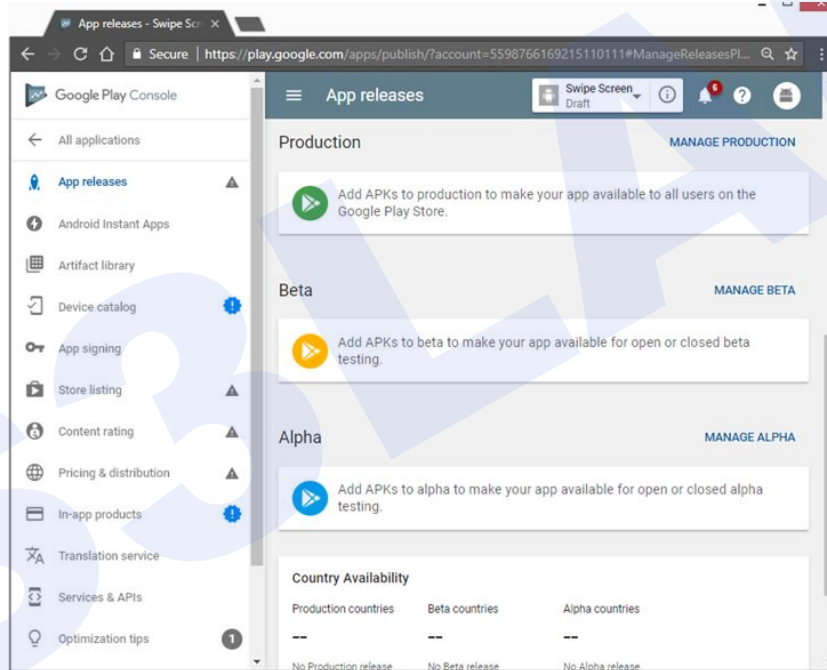 App releases - Swipe Scr
Secure | https://play.google.com/apps/publish/?account=5598766169215110111#ManageReleasesPl...
Google Play Console
App releases
Swipe Screen
Draft
6
All applications
App releases
Android Instant Apps
Artifact library
Device catalog
App signing
Store listing
Content rating
Pricing & distribution
In-app products
Translation service
Services & APIs
Optimization tips
1
Production
MANAGE PRODUCTION
Add APKs to production to make your app available to all users on the
Google Play Store.
Beta
MANAGE BETA
Add APKs to beta to make your app available for open or closed beta
testing.
Alpha
MANAGE ALPHA
Add APKs to alpha to make your app available for open or closed alpha
testing.
Country Availability
Production countries Beta countries Alpha countries
-- -- --
No Production release No Beta release No Alpha release